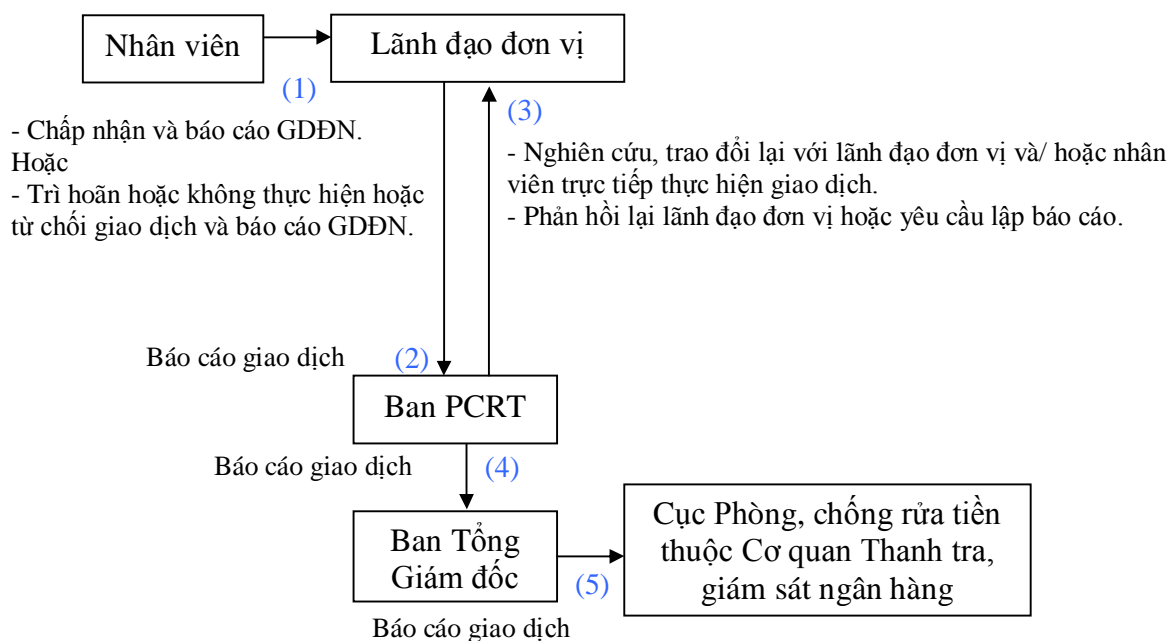 Nhân viên
Lãnh đạo đơn vị
(1)
- Chấp nhận và báo cáo GDĐN.
Hoặc
- Trì hoãn hoặc không thực hiện hoặc
từ chối giao dịch và báo cáo GDĐN.
(3)
- Nghiên cứu, trao đổi lại với lãnh đạo đơn vị và/ hoặc nhân
viên trực tiếp thực hiện giao dịch.
- Phản hồi lại lãnh đạo đơn vị hoặc yêu cầu lập báo cáo.
Báo cáo giao dịch
(2)
Ban PCRT
Báo cáo giao dịch
(4)
Ban Tổng
Giám đốc
(5)
Cục Phòng, chống rửa tiền
thuộc Cơ quan Thanh tra,
giám sát ngân hàng
Báo cáo giao dịch